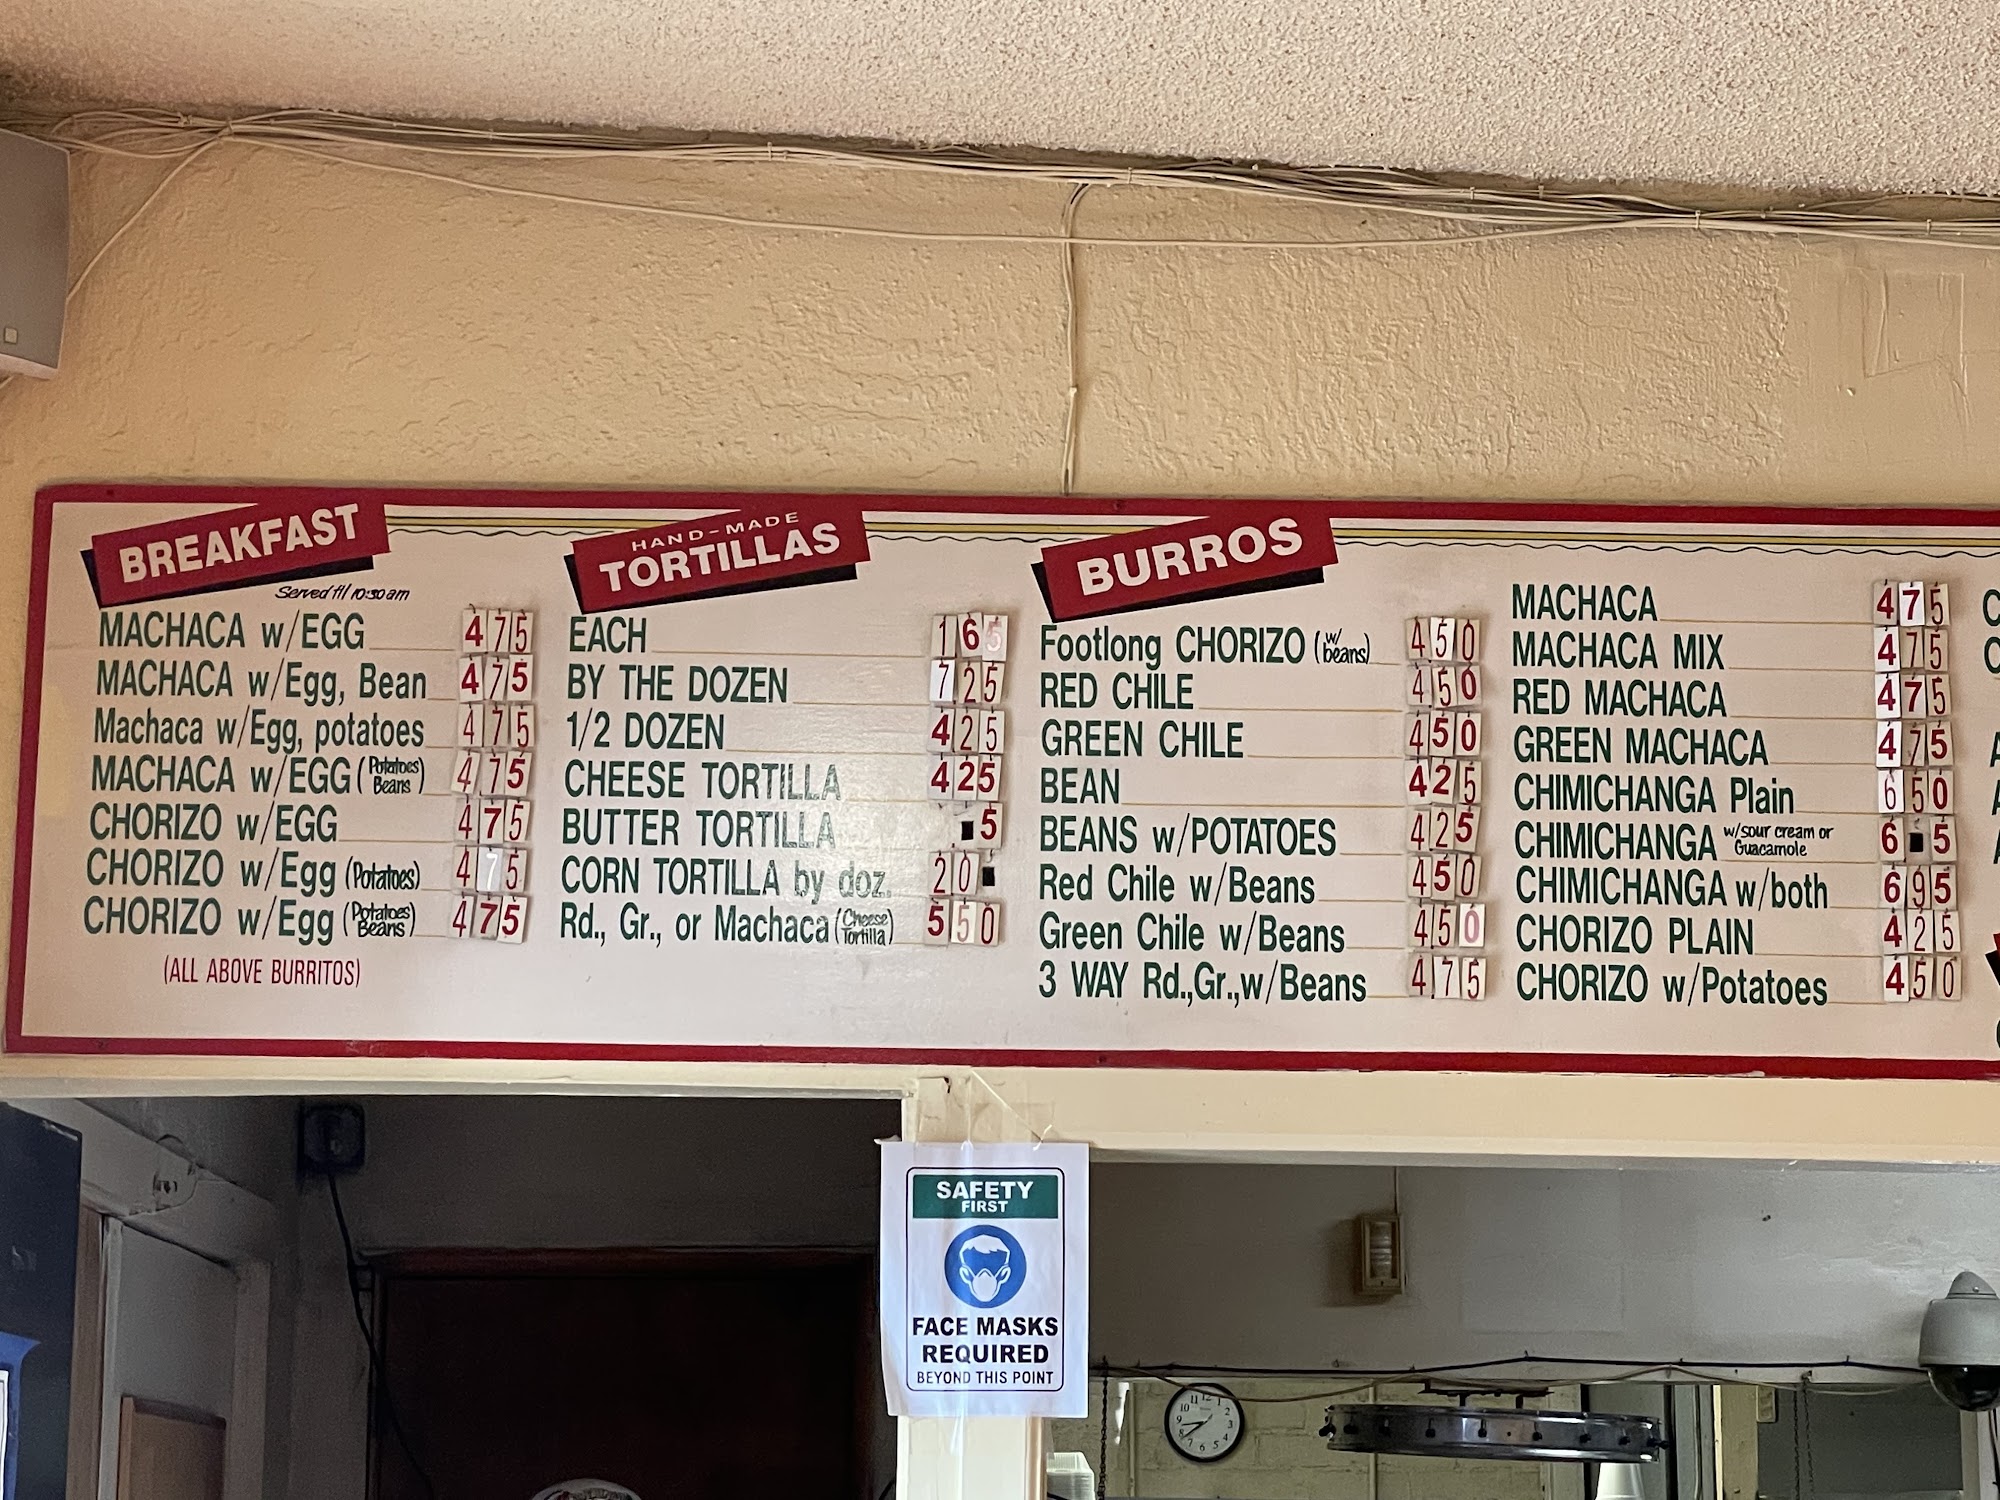 BREAKFAST
Served til 10:30am
MACHACA w/EGG 475
MACHACA w/Egg, Bean 475
Machaca w/Egg, potatoes 475
MACHACA w/EGG (Potatoes Beans) 475
CHORIZO w/EGG 475
CHORIZO w/Egg (Potatoes) 475
CHORIZO w/Egg (Potatoes Beans) 475
(ALL ABOVE BURRITOS)
HAND-MADE
TORTILLAS
EACH 165
BY THE DOZEN 725
1/2 DOZEN 425
CHEESE TORTILLA 425
BUTTER TORTILLA 5
CORN TORTILLA by doz. 20
Rd., Gr., or Machaca (Cheese Tortilla) 550
BURROS
Footlong CHORIZO (w/ beans) 450
RED CHILE 450
GREEN CHILE 450
BEAN 425
BEANS w/POTATOES 425
Red Chile w/Beans 450
Green Chile w/Beans 450
3 WAY Rd.,Gr.,w/Beans 475
MACHACA 475
MACHACA MIX 475
RED MACHACA 475
GREEN MACHACA 475
CHIMICHANGA Plain 650
CHIMICHANGA w/sour cream or Guacamole 6 5
CHIMICHANGA w/both 695
CHORIZO PLAIN 425
CHORIZO w/Potatoes 450
SAFETY
FIRST
FACE MASKS
REQUIRED
BEYOND THIS POINT